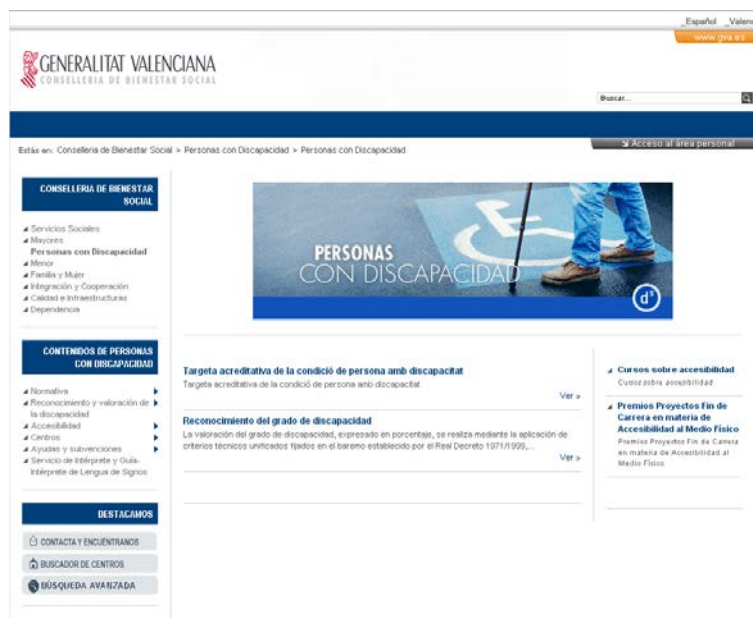 _Español _Valen
www.gva.es
GENERALITAT VALENCIANA
CONSELLERIA DE BIENESTAR SOCIAL
Buscar...
Acceso al área personal
Estás en: Conselleria de Bienestar Social > Personas con Discapacidad > Personas con Discapacidad
CONSELLERIA DE BIENESTAR
SOCIAL
Servicios Sociales
Mayores
Personas con Discapacidad
Menor
Familia y Mujer
Integración y Cooperación
Calidad e Infraestructuras
Dependencia
CONTENIDOS DE PERSONAS
CON DISCAPACIDAD
Normativa
Reconocimiento y valoración de
la discapacidad
Accesibilidad
Centros
Ayudas y subvenciones
Servicio de Intérprete y Guía-
Intérprete de Lengua de Signos
DESTACAMOS
CONTACTA Y ENCUÉNTRANOS
BUSCADOR DE CENTROS
BÚSQUEDA AVANZADA
PERSONAS
CON DISCAPACIDAD
Targeta acreditativa de la condició de persona amb discapacitat
Targeta acreditativa de la condició de persona amb discapacitat
Ver »
Reconocimiento del grado de discapacidad
La valoración del grado de discapacidad, expresado en porcentaje, se realiza mediante la aplicación de
criterios técnicos unificados fijados en el baremo establecido por el Real Decreto 1971/1999,...
Ver »
Cursos sobre accesibilidad
Cursos sobre accesibilidad
Premios Proyectos Fin de
Carrera en materia de
Accesibilidad al Medio Físico
Premios Proyectos Fin de Carrera
en materia de Accesibilidad al
Medio Físico